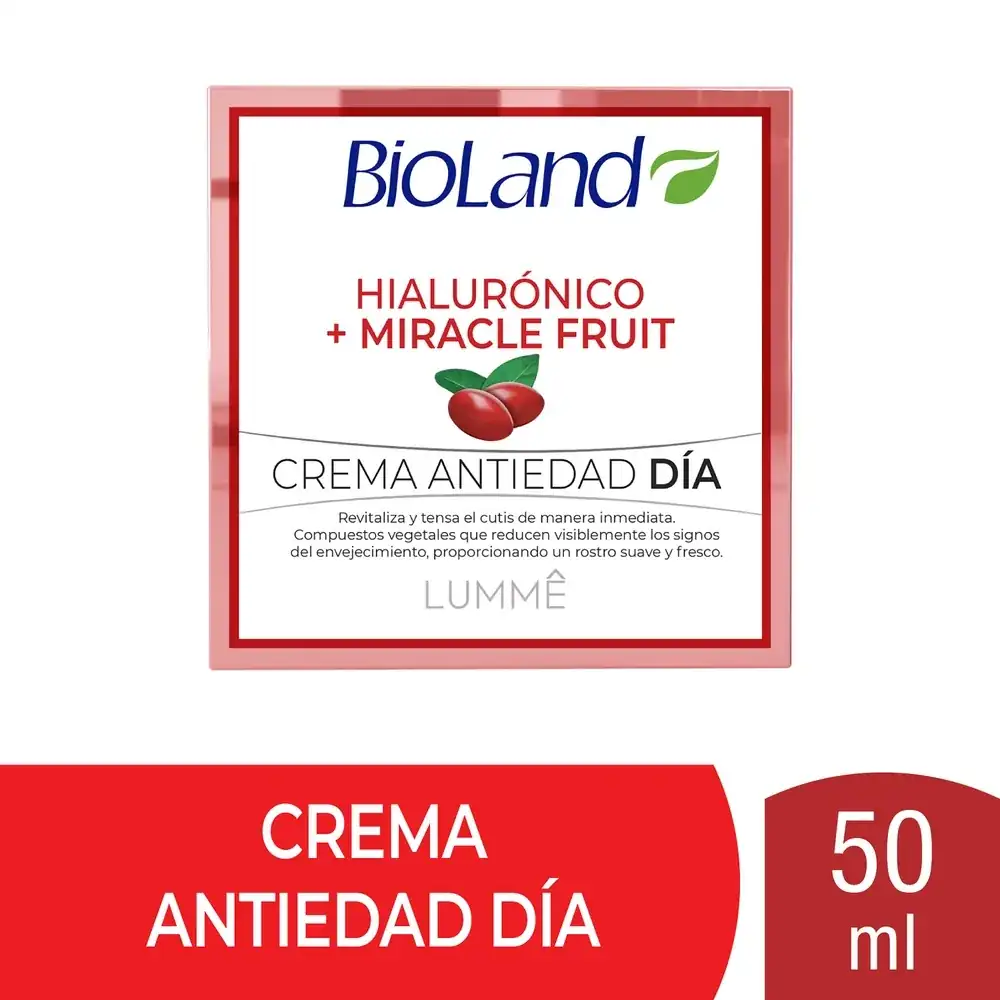 BioLand
HIALURÓNICO
+ MIRACLE FRUIT
CREMA ANTIEDAD DÍA
Revitaliza y tensa el cutis de manera inmediata.
Compuestos vegetales que reducen visiblemente los signos
del envejecimiento, proporcionando un rostro suave y fresco.
LUMMÊ
CREMA
ANTIEDAD DÍA
50
ml